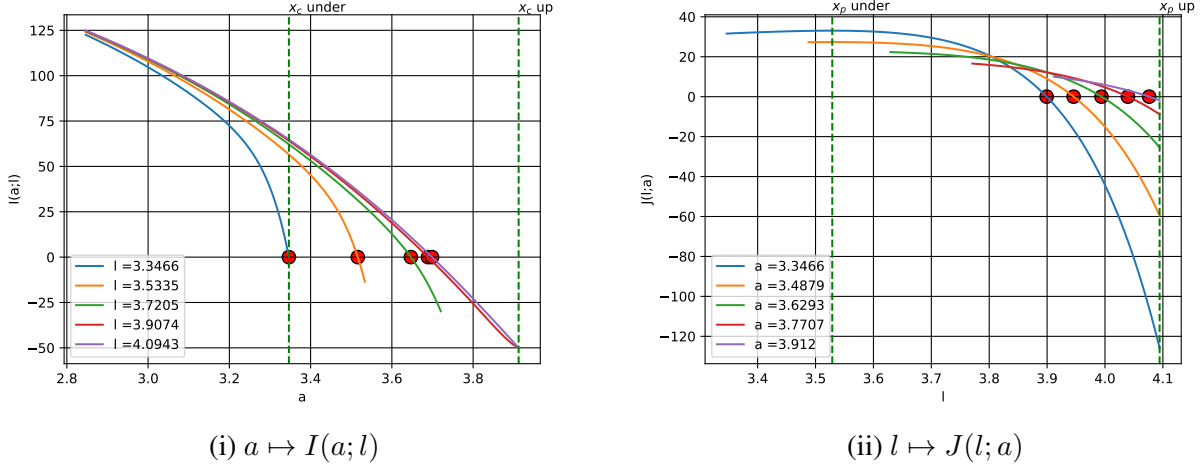 x_c under
x_c up
125
100
75
50
25
0
−25
−50
I(a;l)
l =3.3466
l =3.5335
l =3.7205
l =3.9074
l =4.0943
2.8 3.0 3.2 3.4 3.6 3.8
a
(i) a ↦ I(a; l)
x_p under
x_p up
40
20
0
−20
−40
−60
−80
−100
−120
J(l;a)
a =3.3466
a =3.4879
a =3.6293
a =3.7707
a =3.912
3.4 3.5 3.6 3.7 3.8 3.9 4.0 4.1
l
(ii) l ↦ J(l; a)